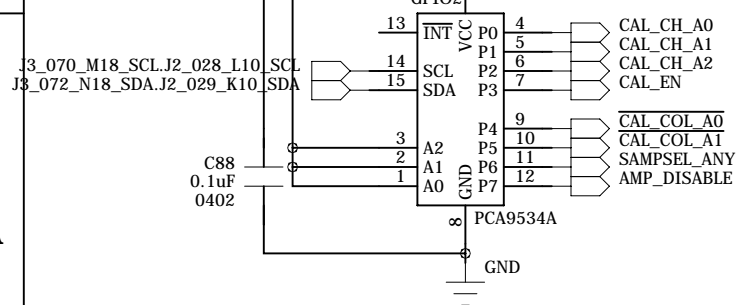 GPIO2
13 INT VCC P0 4 CAL_CH_A0
P1 5 CAL_CH_A1
J3_070_M18_SCL.J2_028_L10_SCL 14 SCL P2 6 CAL_CH_A2
J3_072_N18_SDA.J2_029_K10_SDA 15 SDA P3 7 CAL_EN
P4 9 CAL_COL_A0
3 A2 P5 10 CAL_COL_A1
C88 2 A1 P6 11 SAMPSEL_ANY
0.1uF 1 A0 GND P7 12 AMP_DISABLE
0402
8 PCA9534A
GND